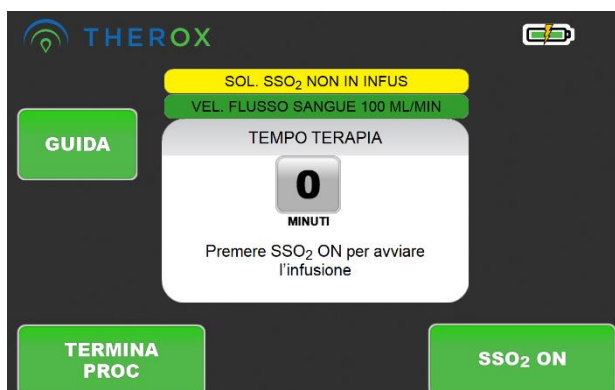 THEROX
SOL. SSO₂ NON IN INFUS
VEL. FLUSSO SANGUE 100 ML/MIN
GUIDA
TEMPO TERAPIA
0
MINUTI
Premere SSO₂ ON per avviare
l'infusione
TERMINA
PROC
SSO₂ ON